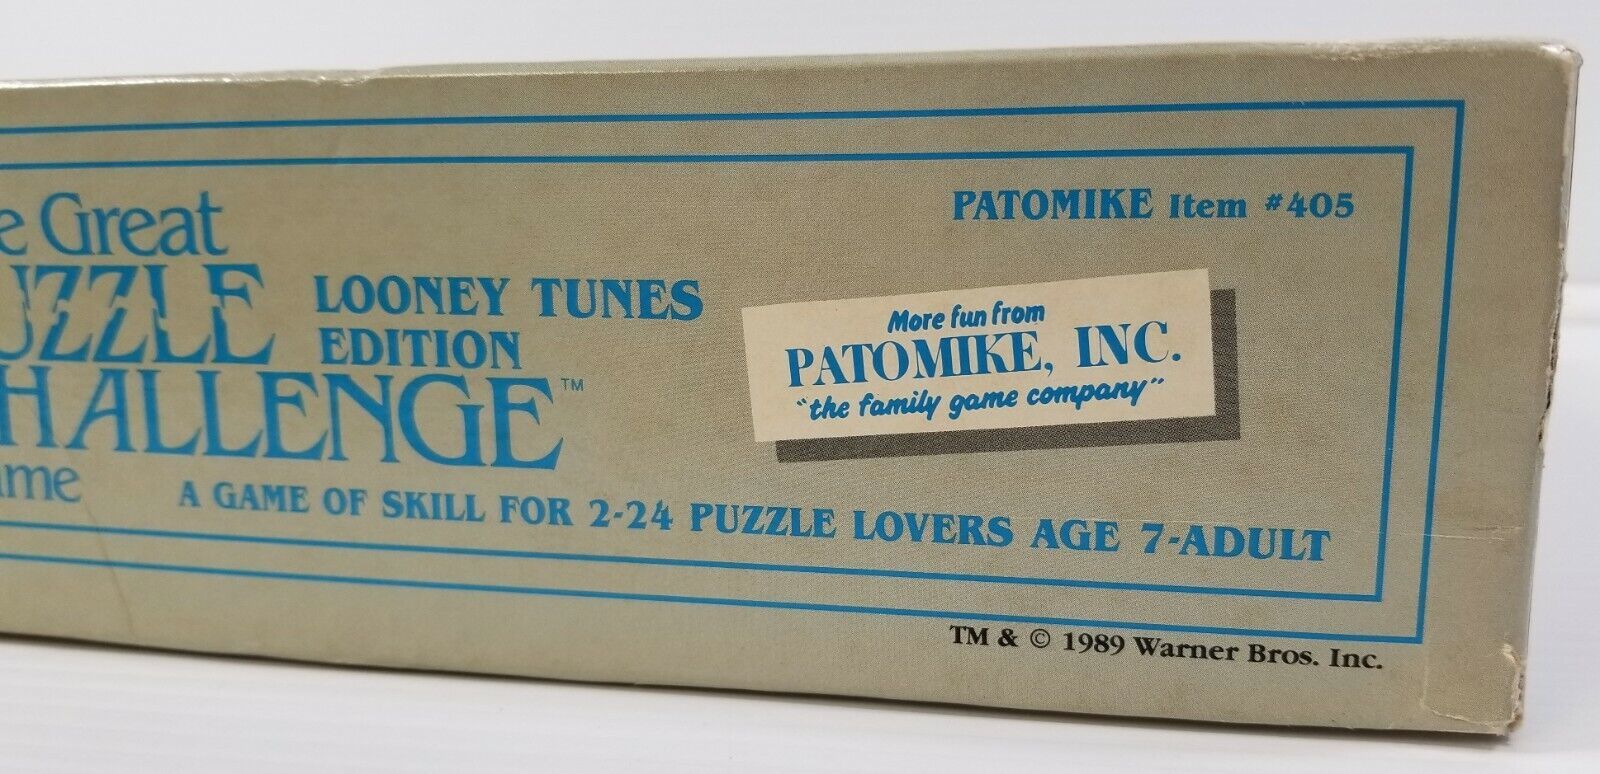 e Great
UZZLE
HALLENGE™
ame
LOONEY TUNES
EDITION
A GAME OF SKILL FOR 2-24 PUZZLE LOVERS AGE 7-ADULT
PATOMIKE Item #405
More fun from
PATOMIKE, INC.
"the family game company"
TM & © 1989 Warner Bros. Inc.